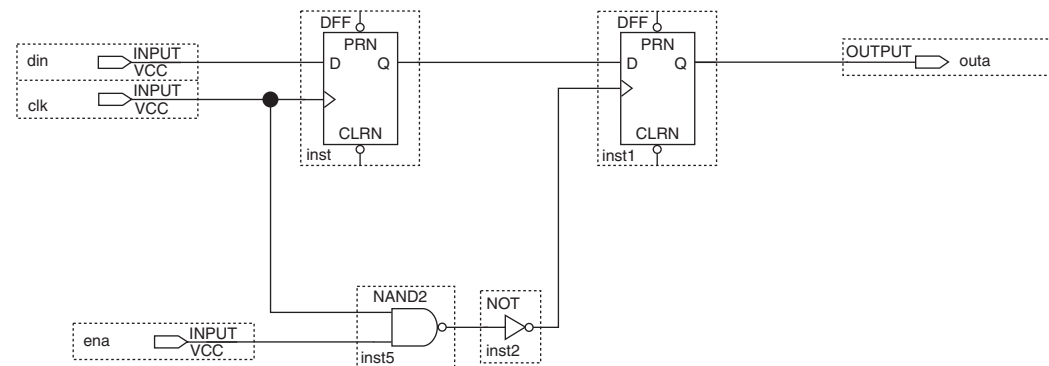 DFF
DFF
din
INPUT
VCC
PRN
D
Q
CLRN
inst
PRN
D
Q
CLRN
inst1
OUTPUT
outa
clk
INPUT
VCC
NAND2
inst5
NOT
inst2
ena
INPUT
VCC